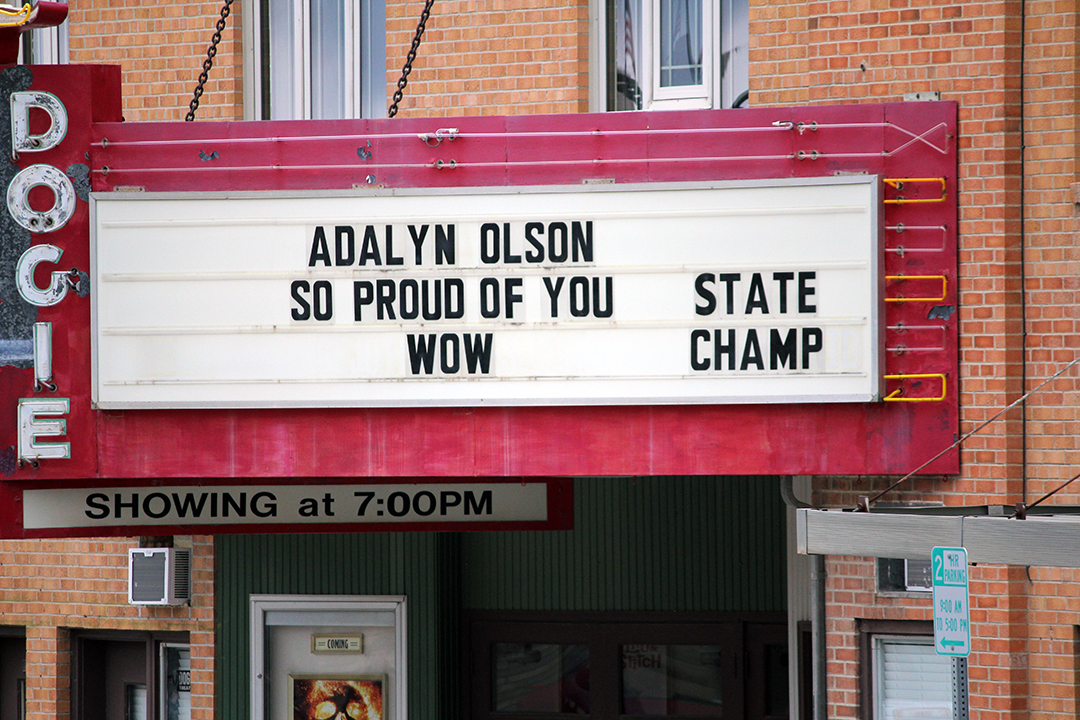 DOGIE
ADALYN OLSON
SO PROUD OF YOU
WOW
STATE
CHAMP
SHOWING at 7:00PM
COMING
STITCH
2 HR
PARKING
9:00 AM
TO 5:00 PM